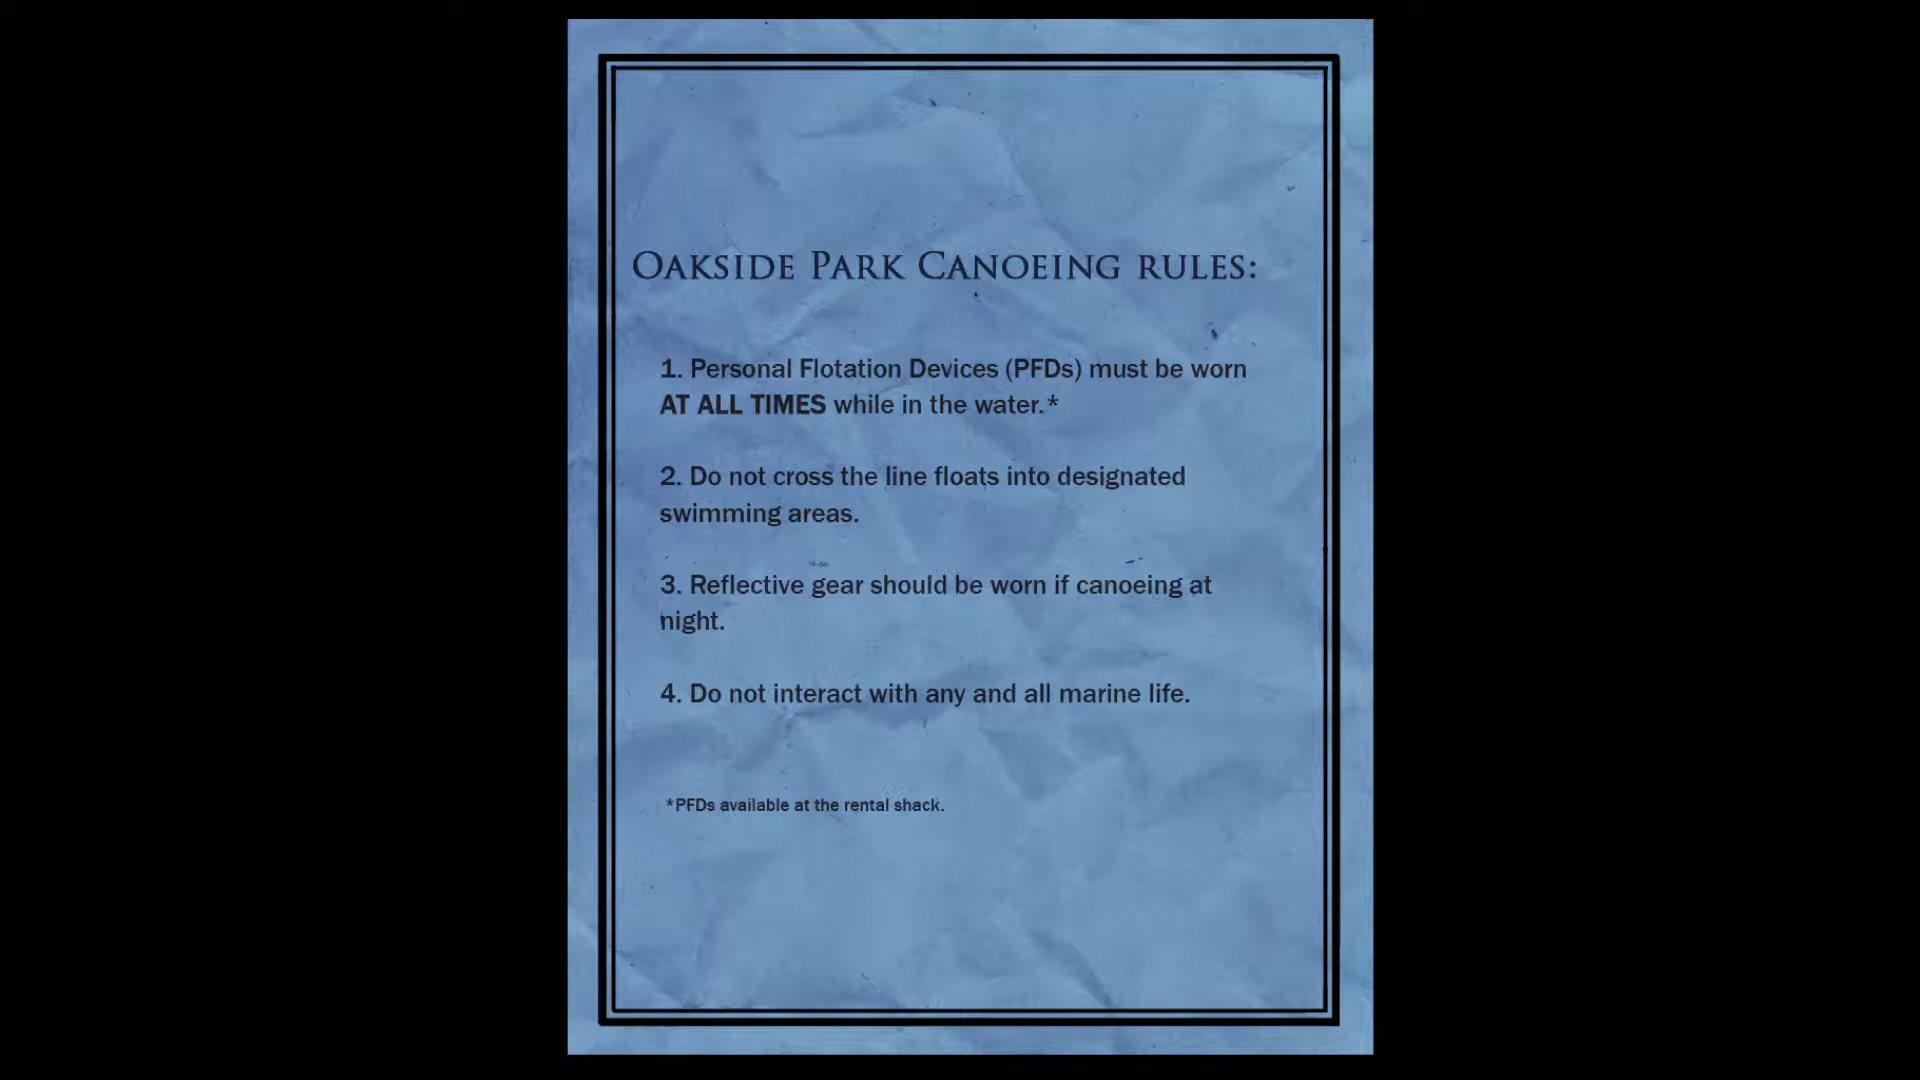 OAKSIDE PARK CANOEING RULES:
1. Personal Flotation Devices (PFDs) must be worn
AT ALL TIMES while in the water.*
2. Do not cross the line floats into designated
swimming areas.
3. Reflective gear should be worn if canoeing at
night.
4. Do not interact with any and all marine life.
*PFDs available at the rental shack.